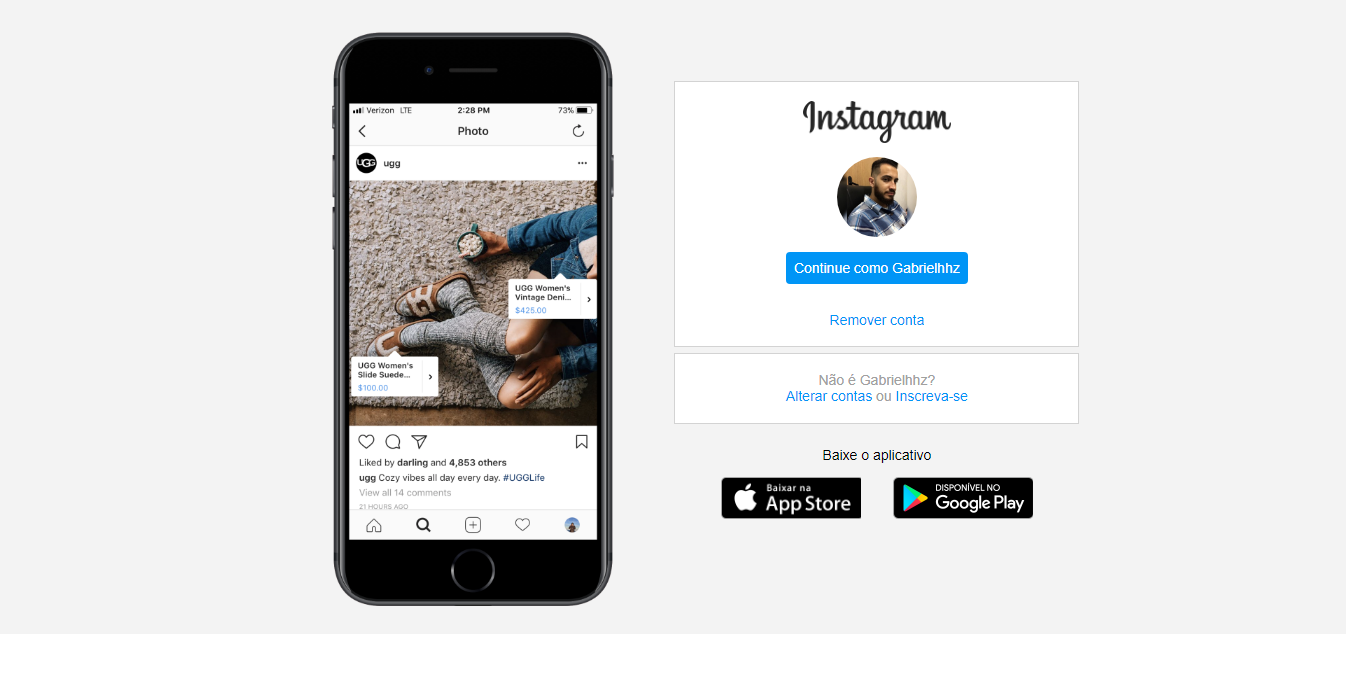 Verizon LTE 2:28 PM 73%
Photo
UGG ugg
UGG Women's
Vintage Deni...
$425.00
UGG Women's
Slide Suede...
$100.00
Liked by darling and 4,853 others
ugg Cozy vibes all day every day. #UGGLife
View all 14 comments
21 HOURS AGO
Instagram
Continue como Gabrielhhz
Remover conta
Não é Gabrielhhz?
Alterar contas ou Inscreva-se
Baixe o aplicativo
Baixar na
App Store
DISPONÍVEL NO
Google Play